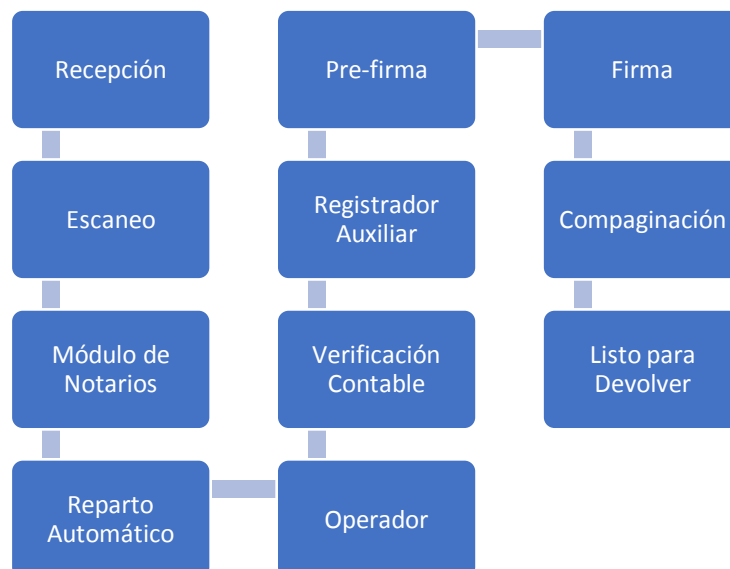 Recepción
Escaneo
Módulo de
Notarios
Reparto
Automático
Operador
Verificación
Contable
Registrador
Auxiliar
Pre-firma
Firma
Compaginación
Listo para
Devolver